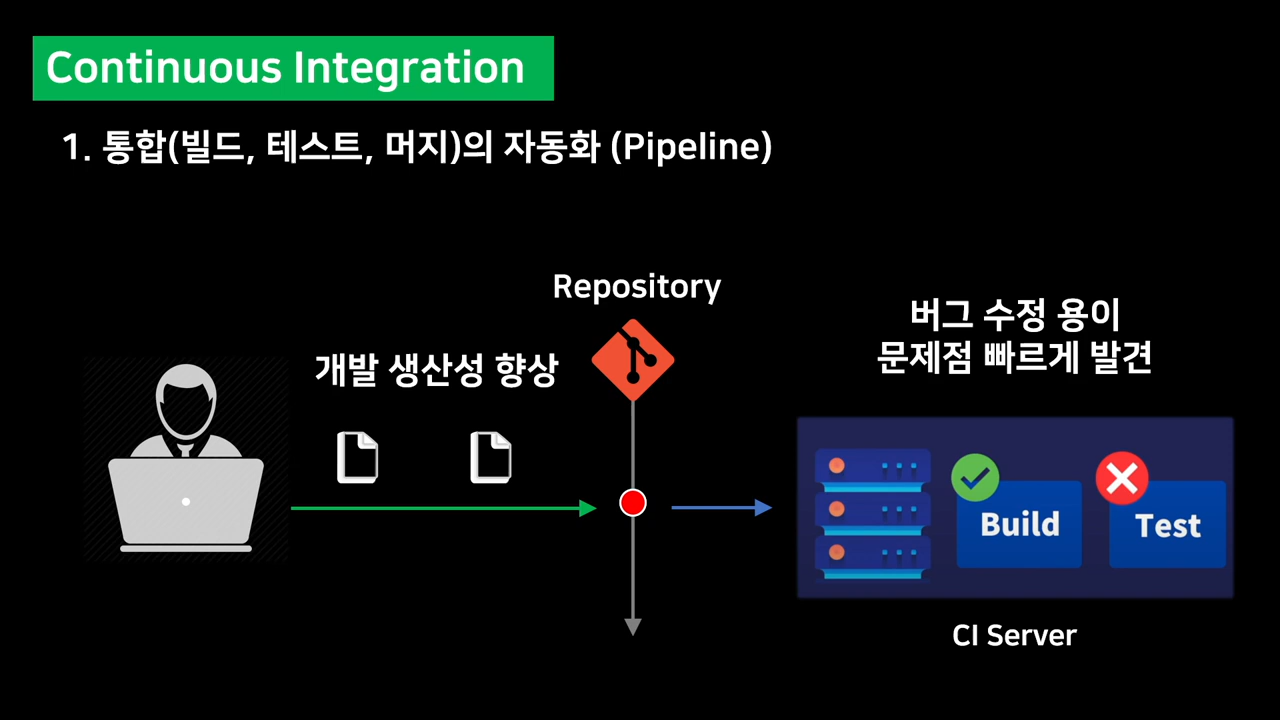 Continuous Integration
1. 통합(빌드, 테스트, 머지)의 자동화 (Pipeline)
Repository
개발 생산성 향상
버그 수정 용이
문제점 빠르게 발견
Build
Test
CI Server